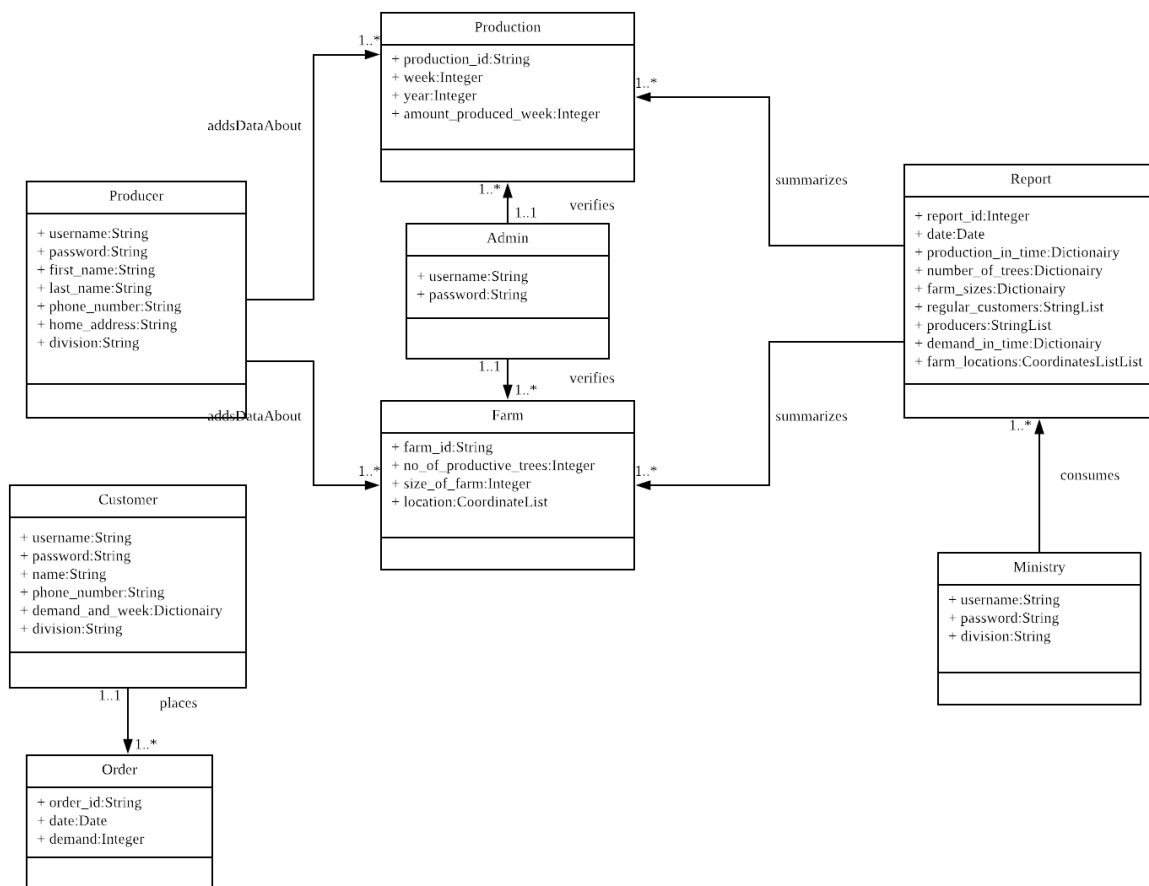 Production
+ production_id:String
+ week:Integer
+ year:Integer
+ amount_produced_week:Integer
1..*
1..*
addsDataAbout
summarizes
Producer
+ username:String
+ password:String
+ first_name:String
+ last_name:String
+ phone_number:String
+ home_address:String
+ division:String
1..*
verifies
1..1
Admin
+ username:String
+ password:String
1..1
verifies
1..*
Report
+ report_id:Integer
+ date:Date
+ production_in_time:Dictionairy
+ number_of_trees:Dictionairy
+ farm_sizes:Dictionairy
+ regular_customers:StringList
+ producers:StringList
+ demand_in_time:Dictionairy
+ farm_locations:CoordinatesListList
addsDataAbout
Farm
+ farm_id:String
+ no_of_productive_trees:Integer
+ size_of_farm:Integer
+ location:CoordinateList
1..*
1..*
summarizes
1..*
consumes
Customer
+ username:String
+ password:String
+ name:String
+ phone_number:String
+ demand_and_week:Dictionairy
+ division:String
Ministry
+ username:String
+ password:String
+ division:String
1..1
places
1..*
Order
+ order_id:String
+ date:Date
+ demand:Integer